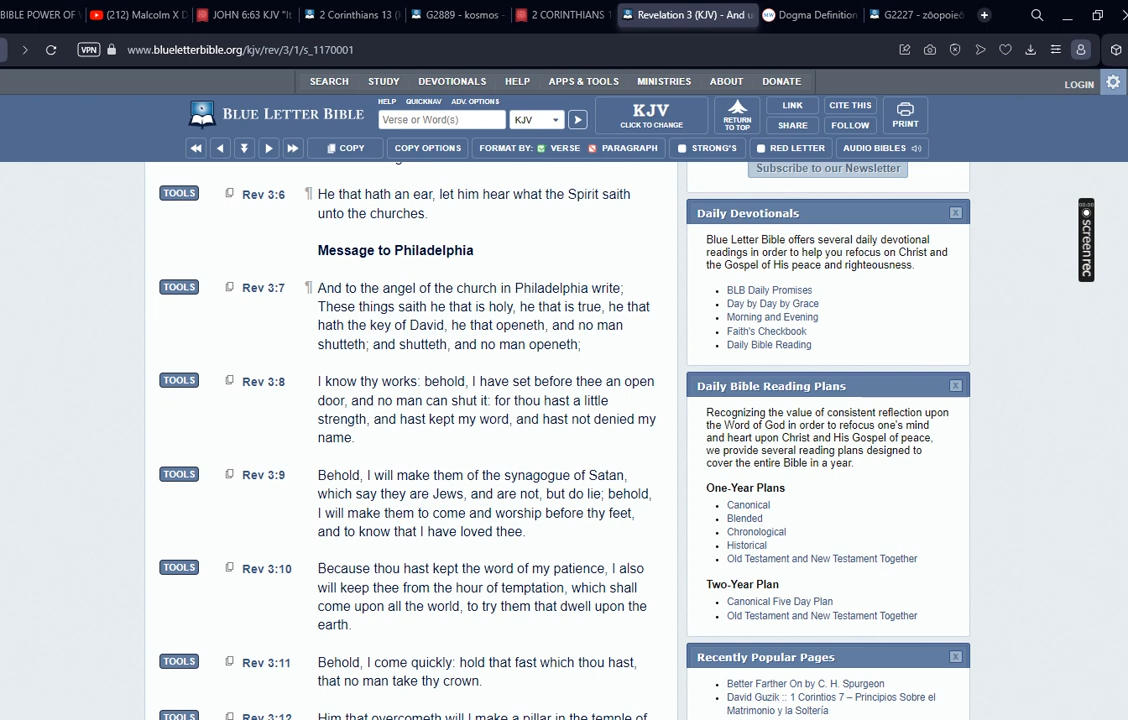 BIBLE POWER OF
(212) Malcolm X D
JOHN 6:63 KJV "It
2 Corinthians 13 (
G2889 - kosmos -
2 CORINTHIANS 1
Revelation 3 (KJV) - And u
Dogma Definition
G2227 - zōopoieō
VPN www.blueletterbible.org/kjv/rev/3/1/s_1170001
SEARCH STUDY DEVOTIONALS HELP APPS & TOOLS MINISTRIES ABOUT DONATE LOGIN
BLUE LETTER BIBLE
HELP QUICKNAV ADV. OPTIONS
Verse or Word(s) KJV
KJV
CLICK TO CHANGE
RETURN
TO TOP
LINK CITE THIS
SHARE FOLLOW
PRINT
COPY COPY OPTIONS FORMAT BY: VERSE PARAGRAPH STRONG'S RED LETTER AUDIO BIBLES
TOOLS Rev 3:6 ¶ He that hath an ear, let him hear what the Spirit saith
unto the churches.
Message to Philadelphia
TOOLS Rev 3:7 ¶ And to the angel of the church in Philadelphia write;
These things saith he that is holy, he that is true, he that
hath the key of David, he that openeth, and no man
shutteth; and shutteth, and no man openeth;
TOOLS Rev 3:8 I know thy works: behold, I have set before thee an open
door, and no man can shut it: for thou hast a little
strength, and hast kept my word, and hast not denied my
name.
TOOLS Rev 3:9 Behold, I will make them of the synagogue of Satan,
which say they are Jews, and are not, but do lie; behold,
I will make them to come and worship before thy feet,
and to know that I have loved thee.
TOOLS Rev 3:10 Because thou hast kept the word of my patience, I also
will keep thee from the hour of temptation, which shall
come upon all the world, to try them that dwell upon the
earth.
TOOLS Rev 3:11 Behold, I come quickly: hold that fast which thou hast,
that no man take thy crown.
TOOLS Rev 3:12 Him that overcometh will I make a pillar in the temple of
Subscribe to our Newsletter
Daily Devotionals x
Blue Letter Bible offers several daily devotional
readings in order to help you refocus on Christ and
the Gospel of His peace and righteousness.
• BLB Daily Promises
• Day by Day by Grace
• Morning and Evening
• Faith's Checkbook
• Daily Bible Reading
Daily Bible Reading Plans x
Recognizing the value of consistent reflection upon
the Word of God in order to refocus one's mind
and heart upon Christ and His Gospel of peace,
we provide several reading plans designed to
cover the entire Bible in a year.
One-Year Plans
• Canonical
• Blended
• Chronological
• Historical
• Old Testament and New Testament Together
Two-Year Plan
• Canonical Five Day Plan
• Old Testament and New Testament Together
Recently Popular Pages x
• Better Farther On by C. H. Spurgeon
• David Guzik :: 1 Corintios 7 – Principios Sobre el
Matrimonio y la Soltería
screenrec